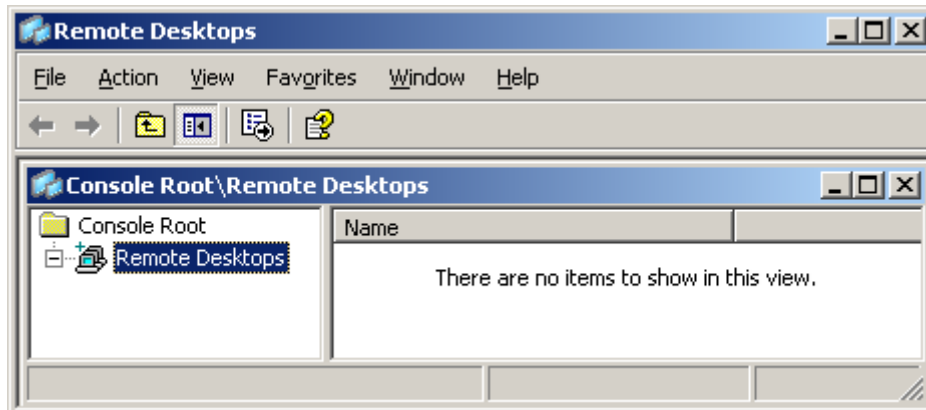 Remote Desktops
File Action View Favorites Window Help
Console Root\Remote Desktops
Console Root
Remote Desktops
Name
There are no items to show in this view.